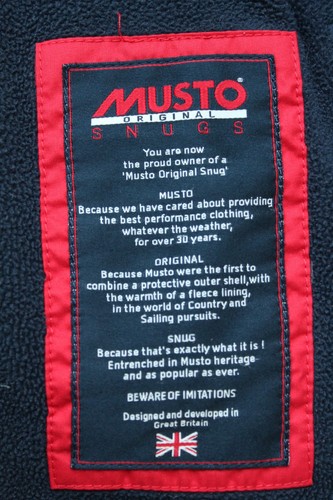 MUSTO®
ORIGINAL
SNUGS
You are now
the proud owner of a
'Musto Original Snug'
MUSTO
Because we have cared about providing
the best performance clothing,
whatever the weather,
for over 30 years.
ORIGINAL
Because Musto were the first to
combine a protective outer shell, with
the warmth of a fleece lining,
in the world of Country and
Sailing pursuits.
SNUG
Because that's exactly what it is !
Entrenched in Musto heritage
and as popular as ever.
BEWARE OF IMITATIONS
Designed and developed in
Great Britain